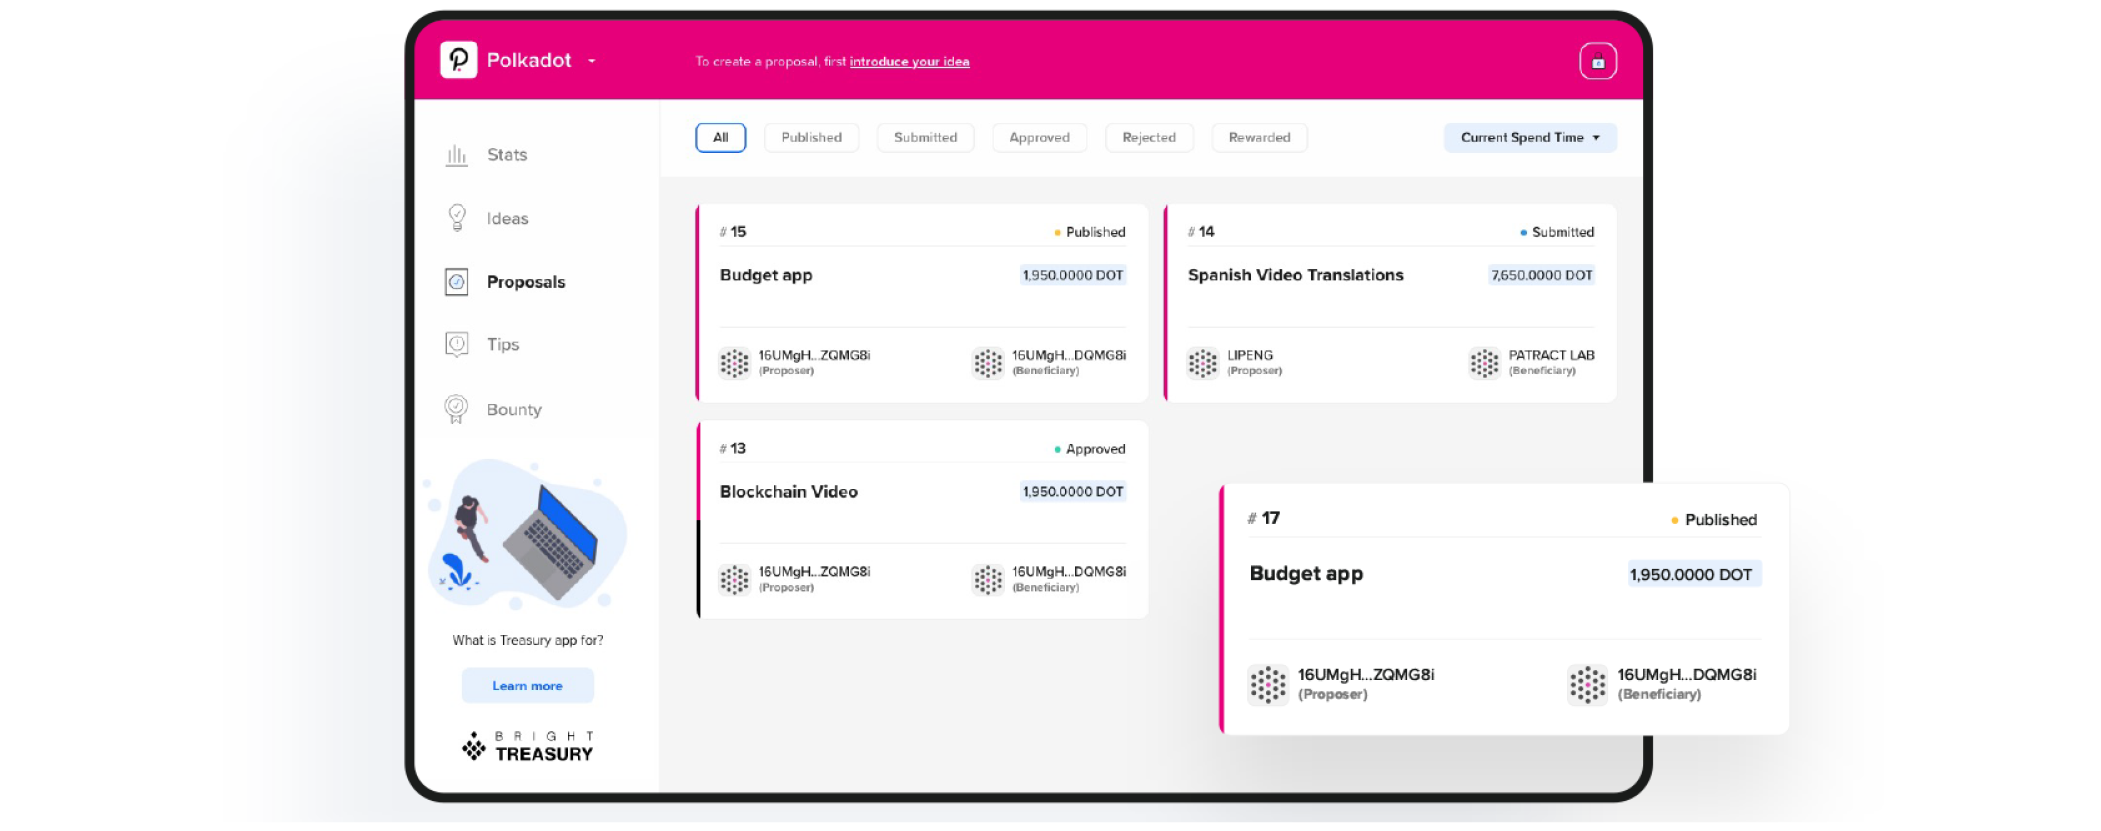 Polkadot
To create a proposal, first introduce your idea
Stats
Ideas
Proposals
Tips
Bounty
What is Treasury app for?
Learn more
BRIGHT
TREASURY
All Published Submitted Approved Rejected Rewarded Current Spend Time
# 15 Published
Budget app 1,950.0000 DOT
16UMgH...ZQMG8i 16UMgH...DQMG8i
(Proposer) (Beneficiary)
# 14 Submitted
Spanish Video Translations 7,650.0000 DOT
LIPENG PATRACT LAB
(Proposer) (Beneficiary)
# 13 Approved
Blockchain Video 1,950.0000 DOT
16UMgH...ZQMG8i 16UMgH...DQMG8i
(Proposer) (Beneficiary)
# 17 Published
Budget app 1,950.0000 DOT
16UMgH...ZQMG8i 16UMgH...DQMG8i
(Proposer) (Beneficiary)